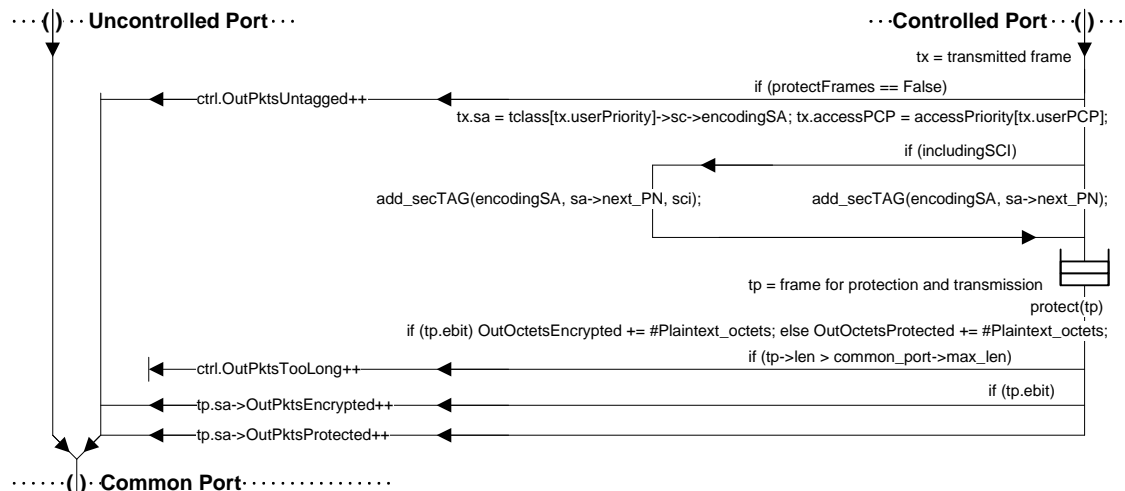 Uncontrolled Port
Controlled Port
tx = transmitted frame
if (protectFrames == False)
ctrl.OutPktsUntagged++
tx.sa = tclass[tx.userPriority]->sc->encodingSA; tx.accessPCP = accessPriority[tx.userPCP];
if (includingSCI)
add_secTAG(encodingSA, sa->next_PN, sci);
add_secTAG(encodingSA, sa->next_PN);
tp = frame for protection and transmission
protect(tp)
if (tp.ebit) OutOctetsEncrypted += #Plaintext_octets; else OutOctetsProtected += #Plaintext_octets;
if (tp->len > common_port->max_len)
ctrl.OutPktsTooLong++
if (tp.ebit)
tp.sa->OutPktsEncrypted++
tp.sa->OutPktsProtected++
Common Port